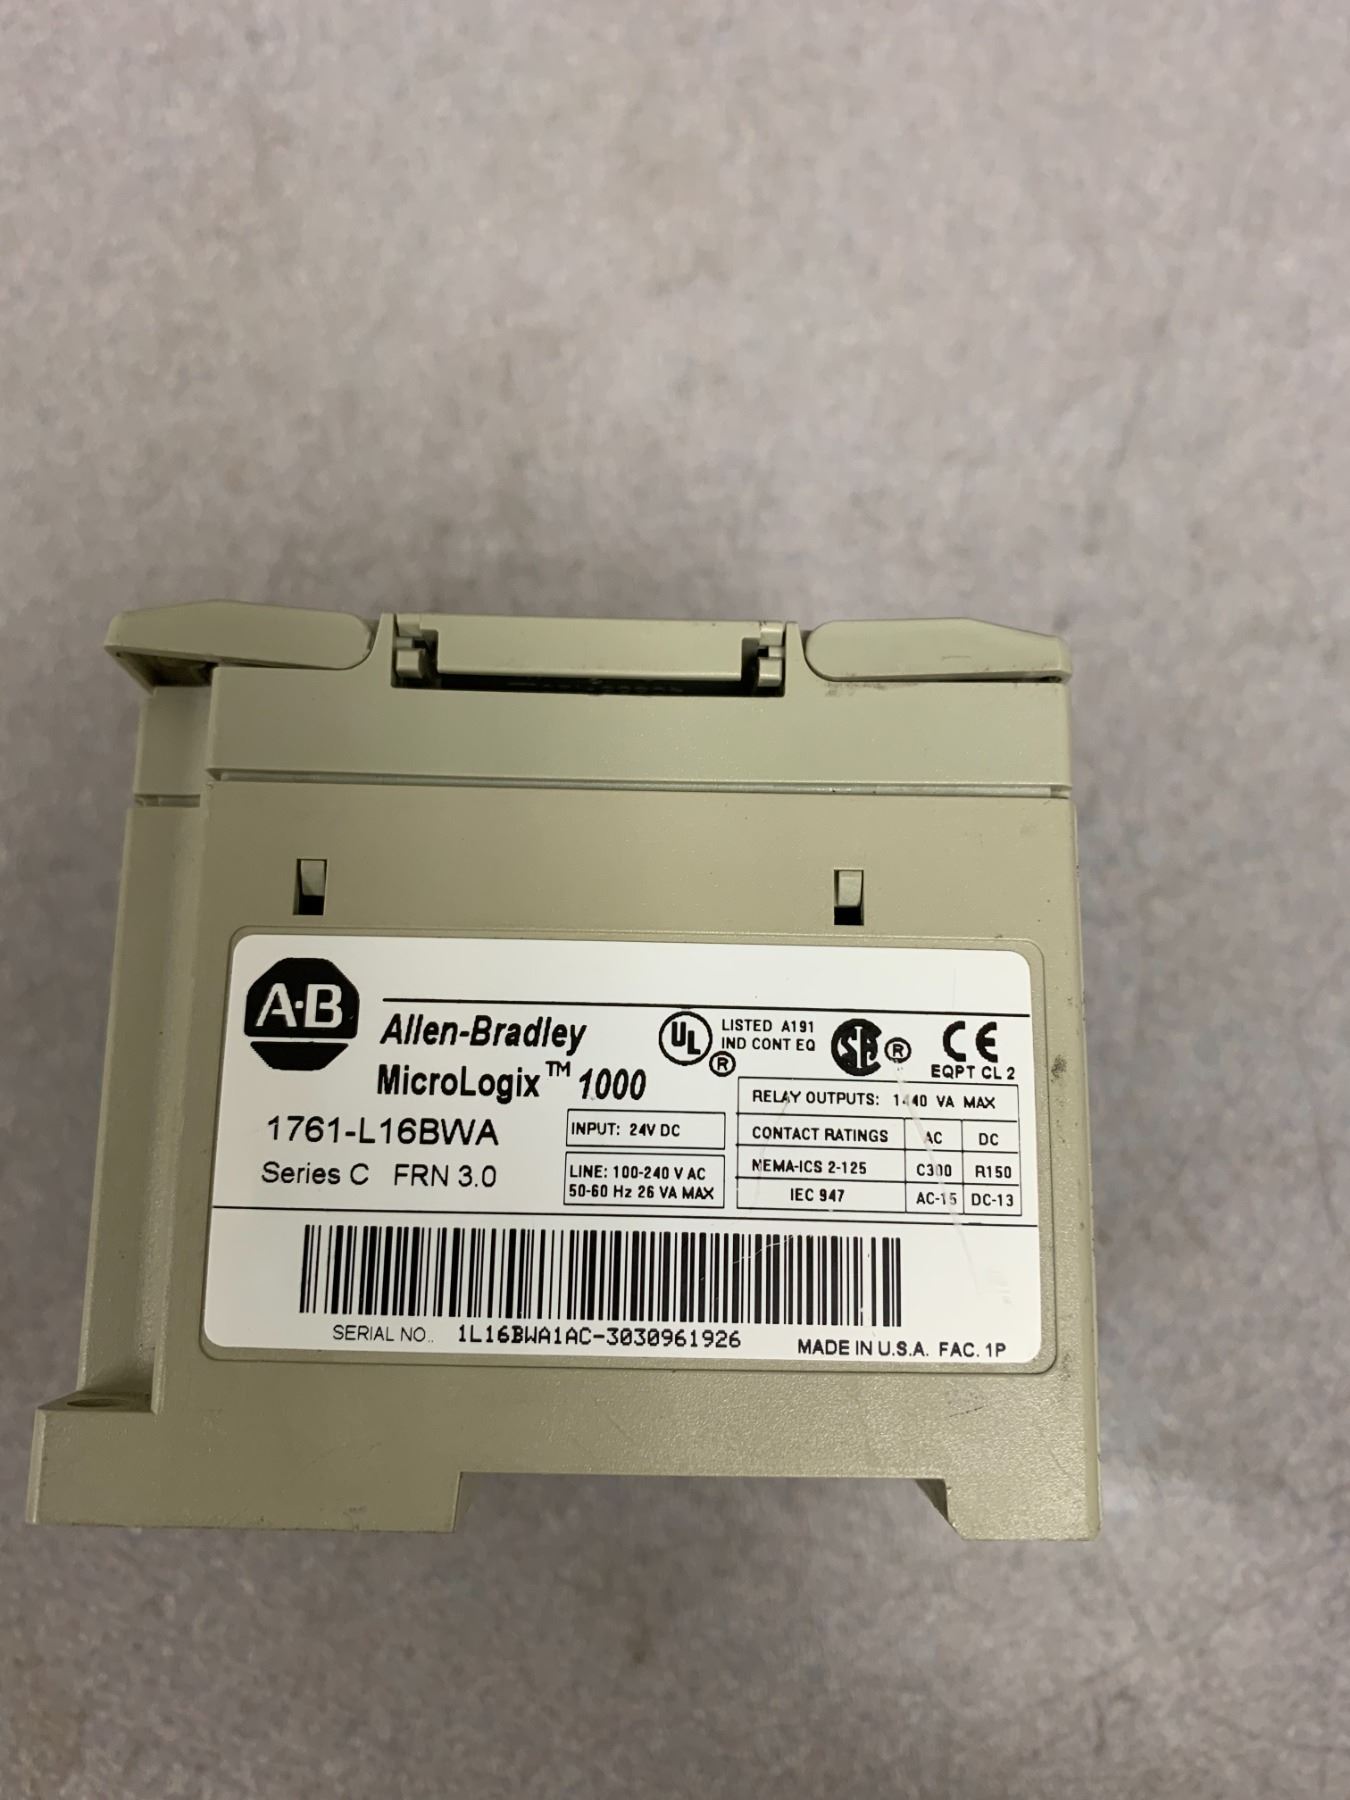 A·B
Allen-Bradley
MicroLogix™ 1000
1761-L16BWA
Series C FRN 3.0
UL ®
LISTED A191
IND CONT EQ
SA ®
CE
EQPT CL 2
INPUT: 24V DC
LINE: 100-240 V AC
50-60 Hz 26 VA MAX
RELAY OUTPUTS: 1440 VA MAX
CONTACT RATINGS AC DC
NEMA-ICS 2-125 C300 R150
IEC 947 AC-15 DC-13
SERIAL NO.. 1L16BWA1AC-3030961926
MADE IN U.S.A. FAC. 1P